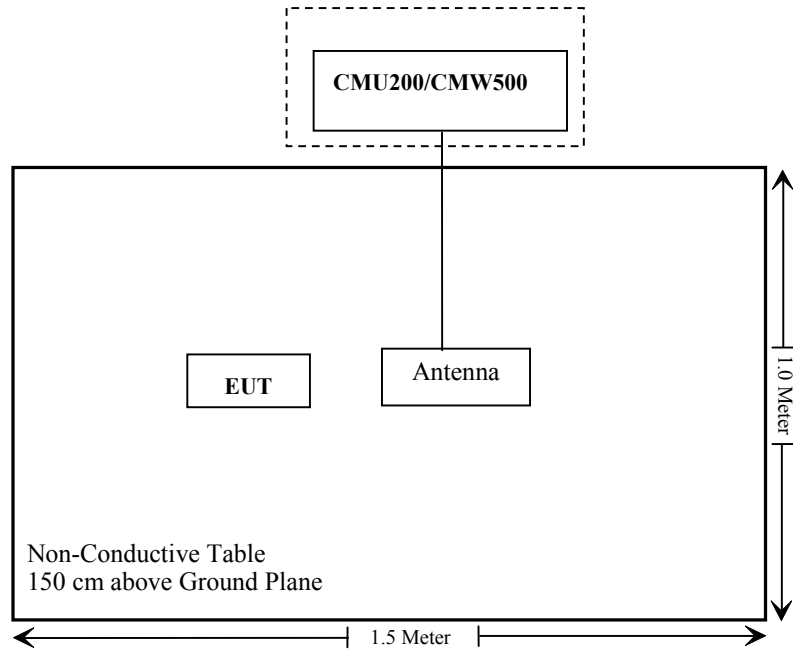 CMU200/CMW500
EUT
Antenna
1.0 Meter
Non-Conductive Table
150 cm above Ground Plane
1.5 Meter